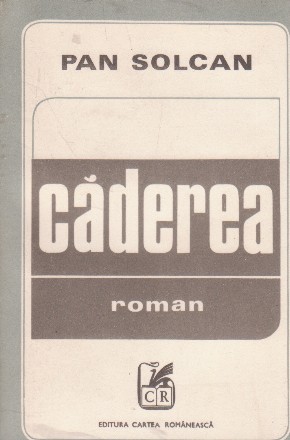 PAN SOLCAN
căderea
roman
CR
EDITURA CARTEA ROMÂNEASCĂ